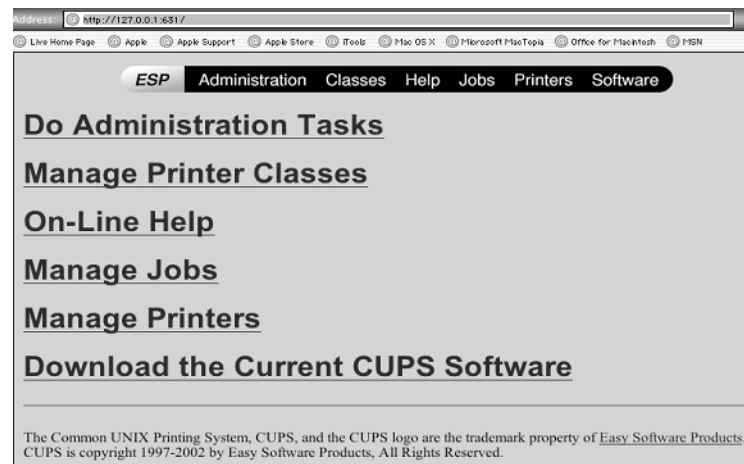 Address: http://127.0.0.1:631/
Live Home Page Apple Apple Support Apple Store iTools Mac OS X Microsoft MacTopia Office for Macintosh MSN
ESP Administration Classes Help Jobs Printers Software
Do Administration Tasks
Manage Printer Classes
On-Line Help
Manage Jobs
Manage Printers
Download the Current CUPS Software
The Common UNIX Printing System, CUPS, and the CUPS logo are the trademark property of Easy Software Products.
CUPS is copyright 1997-2002 by Easy Software Products, All Rights Reserved.